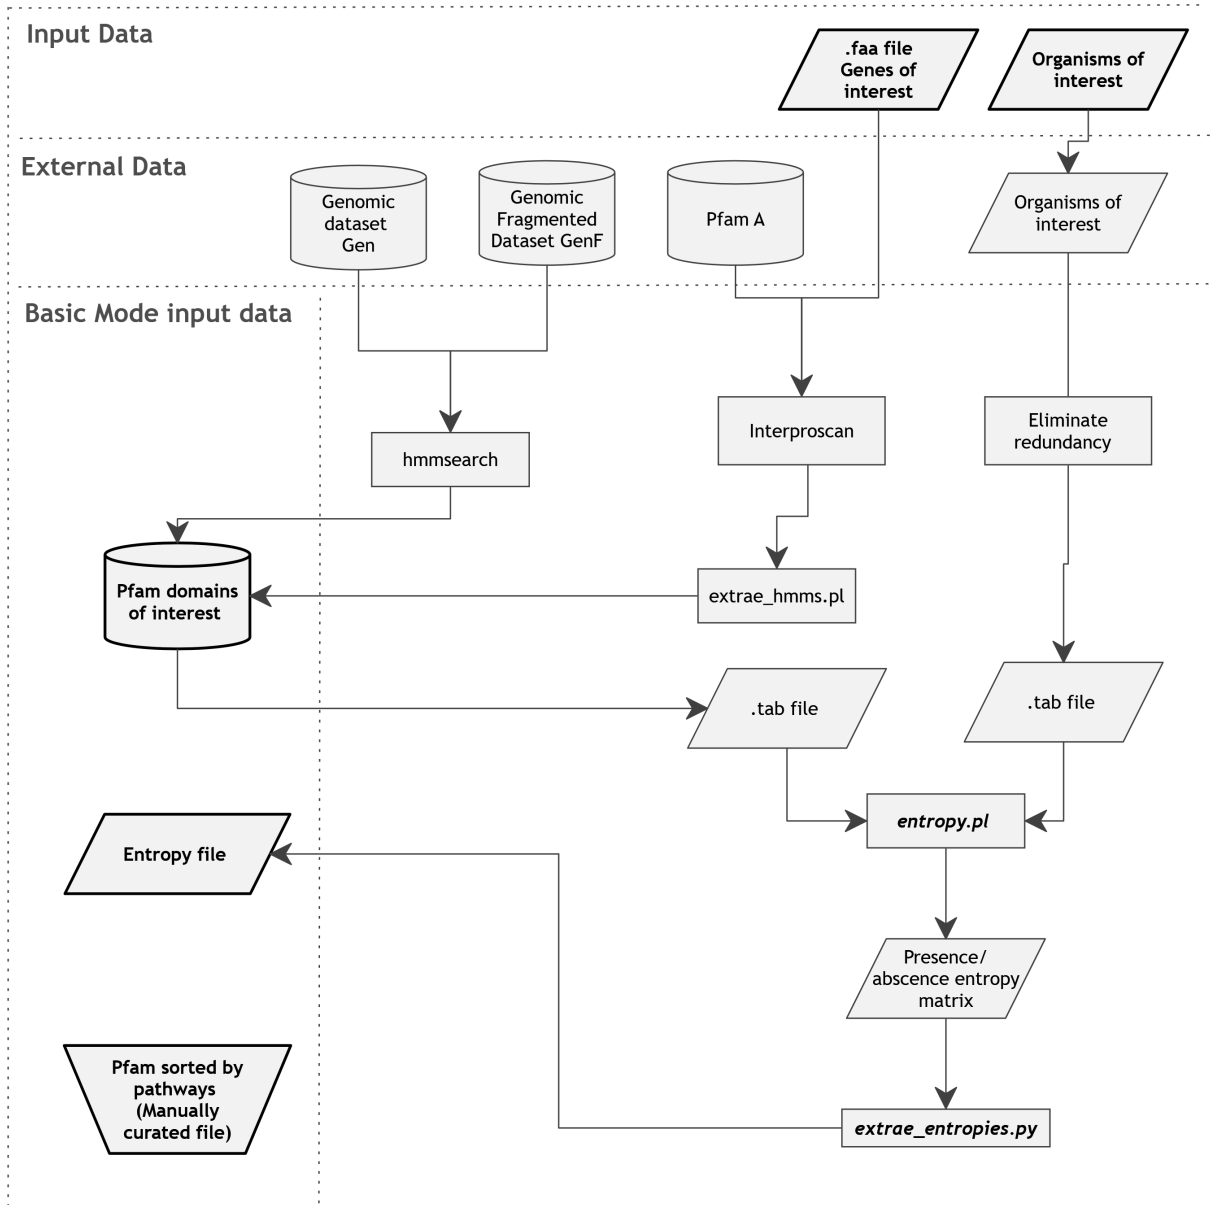 Input Data
.faa file
Genes of
interest
Organisms of
interest
External Data
Genomic
dataset
Gen
Genomic
Fragmented
Dataset GenF
Pfam A
Organisms of
interest
Basic Mode input data
hmmsearch
Interproscan
Eliminate
redundancy
Pfam domains
of interest
extrae_hmms.pl
.tab file
.tab file
entropy.pl
Entropy file
Presence/
abscence entropy
matrix
Pfam sorted by
pathways
(Manually
curated file)
extrae_entropies.py